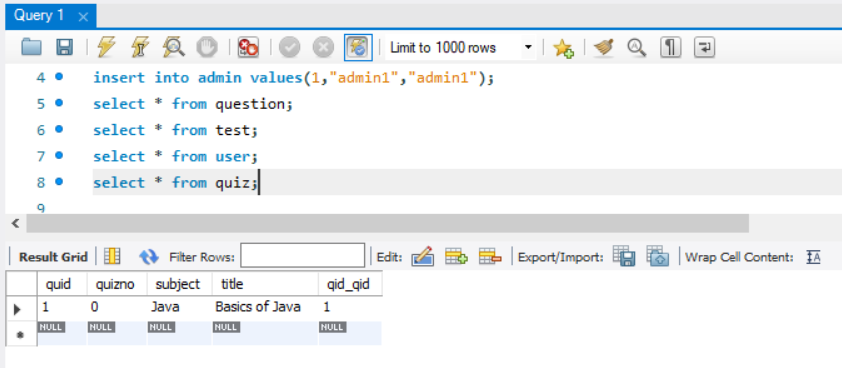 Query 1
Limit to 1000 rows
4 insert into admin values(1,"admin1","admin1");
5 select * from question;
6 select * from test;
7 select * from user;
8 select * from quiz;
9
Result Grid Filter Rows: Edit: Export/Import: Wrap Cell Content: IA
quid quizno subject title qid_qid
1 0 Java Basics of Java 1
NULL NULL NULL NULL NULL